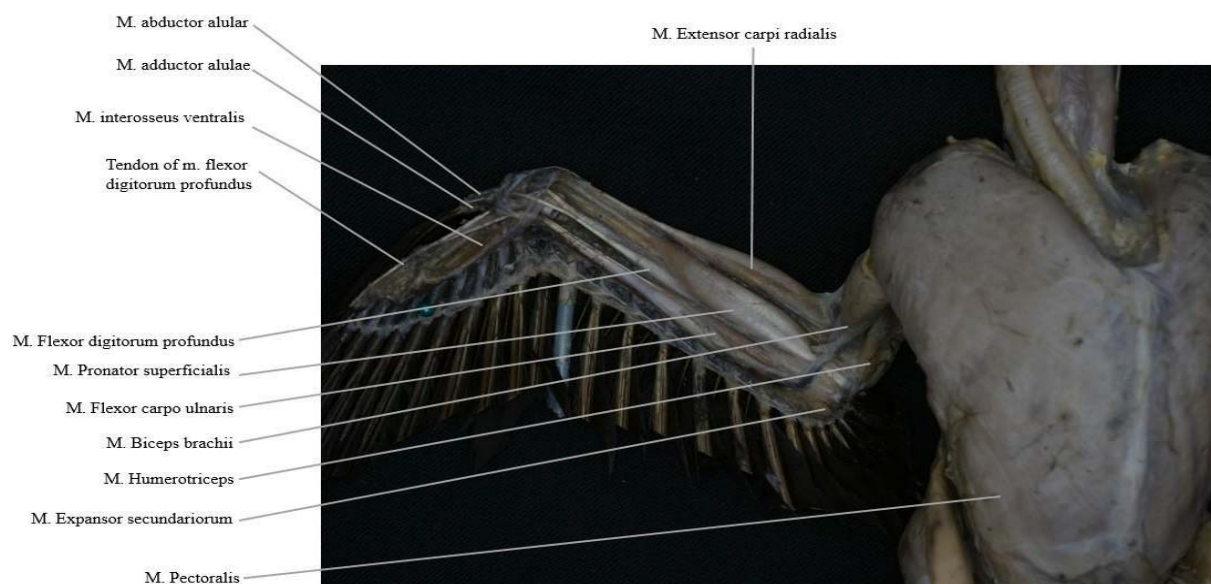 M. abductor alular
M. Extensor carpi radialis
M. adductor alulae
M. interosseus ventralis
Tendon of m. flexor
digitorum profundus
M. Flexor digitorum profundus
M. Pronator superficialis
M. Flexor carpo ulnaris
M. Biceps brachii
M. Humerotriceps
M. Expansor secundariorum
M. Pectoralis